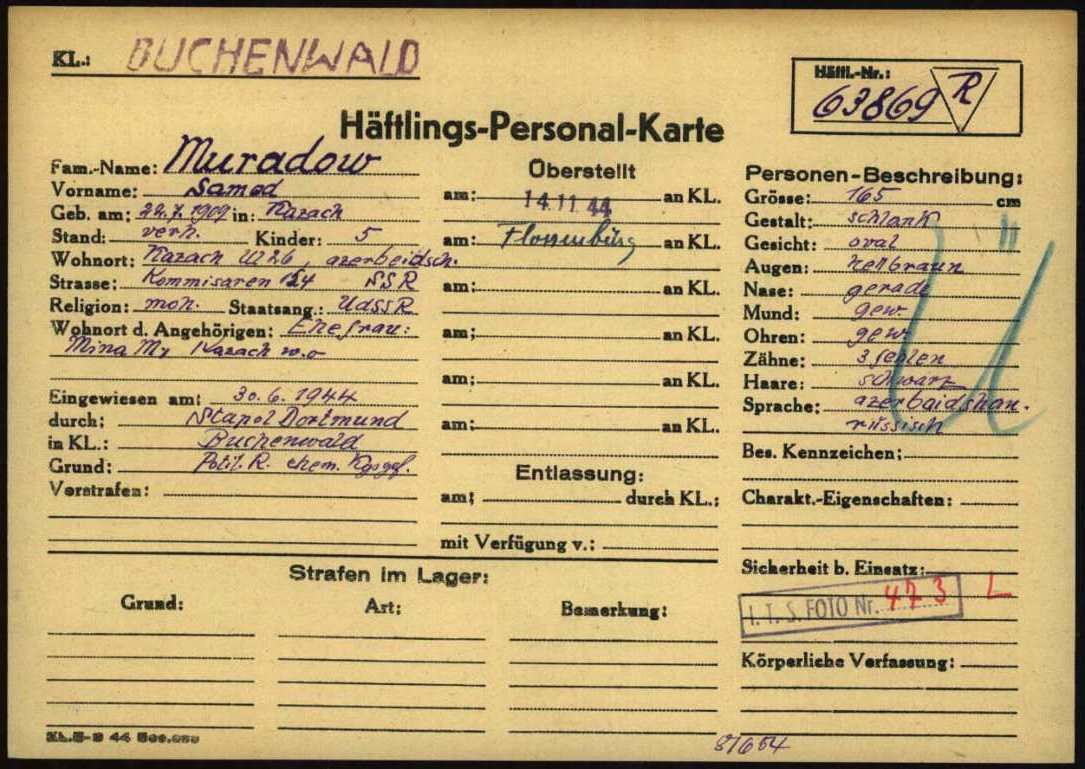 KL.: BUCHENWALD
Häftl.-Nr.:
63869 R
Häftlings-Personal-Karte
Fam.-Name: Muradow
Vorname: Samed
Geb. am: 22.7.1909 in: Kazach
Stand: verh. Kinder: 5
Wohnort: Kazach Ul 26, azerbeidsch.
Strasse: Kommisaren SSR
Religion: moh. Staatsang.: UdSSR
Wohnort d. Angehörigen: Ehefrau:
Mina M. Kazach w.o
Eingewiesen am: 30.6.1944
durch: Stapol Dortmund
in KL.: Buchenwald
Grund: Polit. R. ehem. Kgsgf.
Vorstrafen:
Überstellt
am: 14.11.44 an KL.
am: Flossenbürg an KL.
am: an KL.
am: an KL.
am: an KL.
am: an KL.
Entlassung:
am: durch KL.:
mit Verfügung v.:
Personen-Beschreibung:
Grösse: 165 cm
Gestalt: schlank
Gesicht: oval
Augen: hellbraun
Nase: gerade
Mund: gew.
Ohren: gew.
Zähne: 3 fehlen
Haare: schwarz
Sprache: azerbaidshan.
russisch
Bes. Kennzeichen:
Charakt.-Eigenschaften:
Sicherheit b. Einsatz:
I. T. S. FOTO Nr. 473 L
Körperliche Verfassung:
Strafen im Lager:
Grund: Art: Bemerkung:
81654